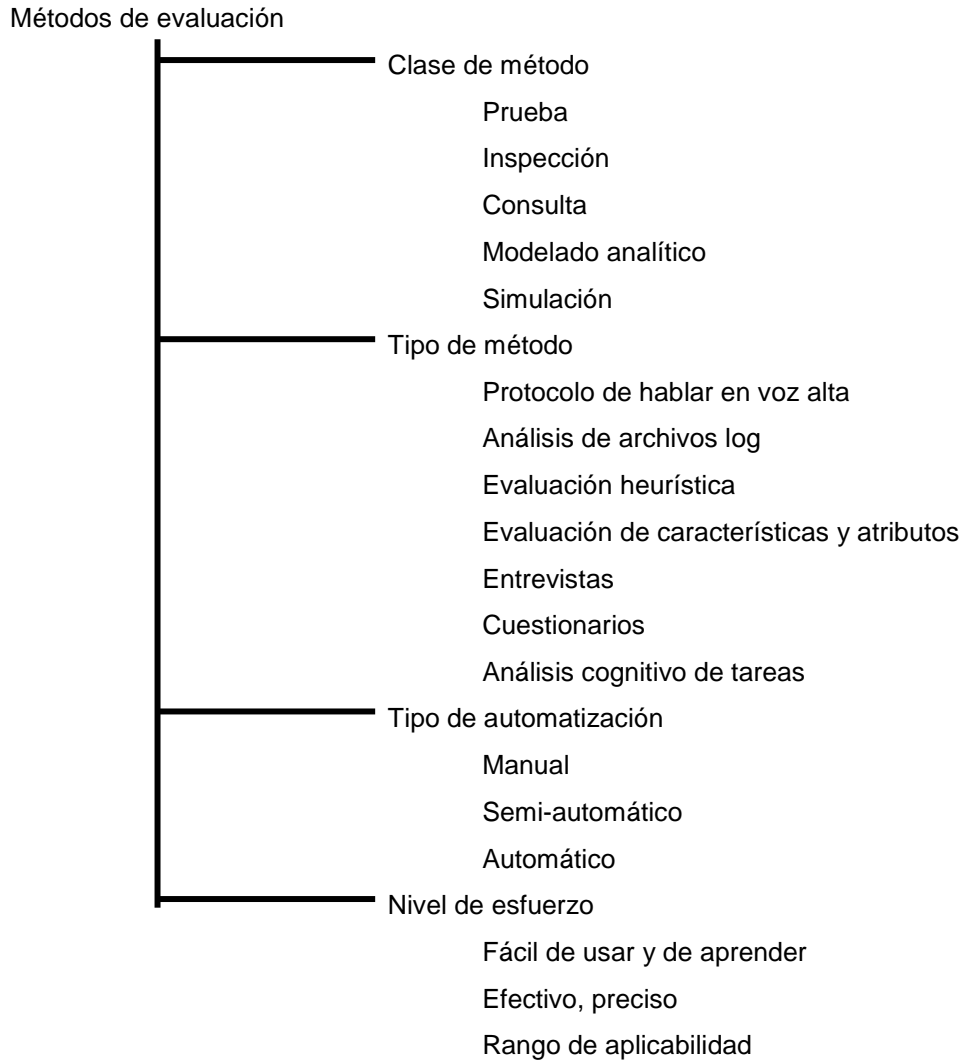 Métodos de evaluación
Clase de método
Prueba
Inspección
Consulta
Modelado analítico
Simulación
Tipo de método
Protocolo de hablar en voz alta
Análisis de archivos log
Evaluación heurística
Evaluación de características y atributos
Entrevistas
Cuestionarios
Análisis cognitivo de tareas
Tipo de automatización
Manual
Semi-automático
Automático
Nivel de esfuerzo
Fácil de usar y de aprender
Efectivo, preciso
Rango de aplicabilidad